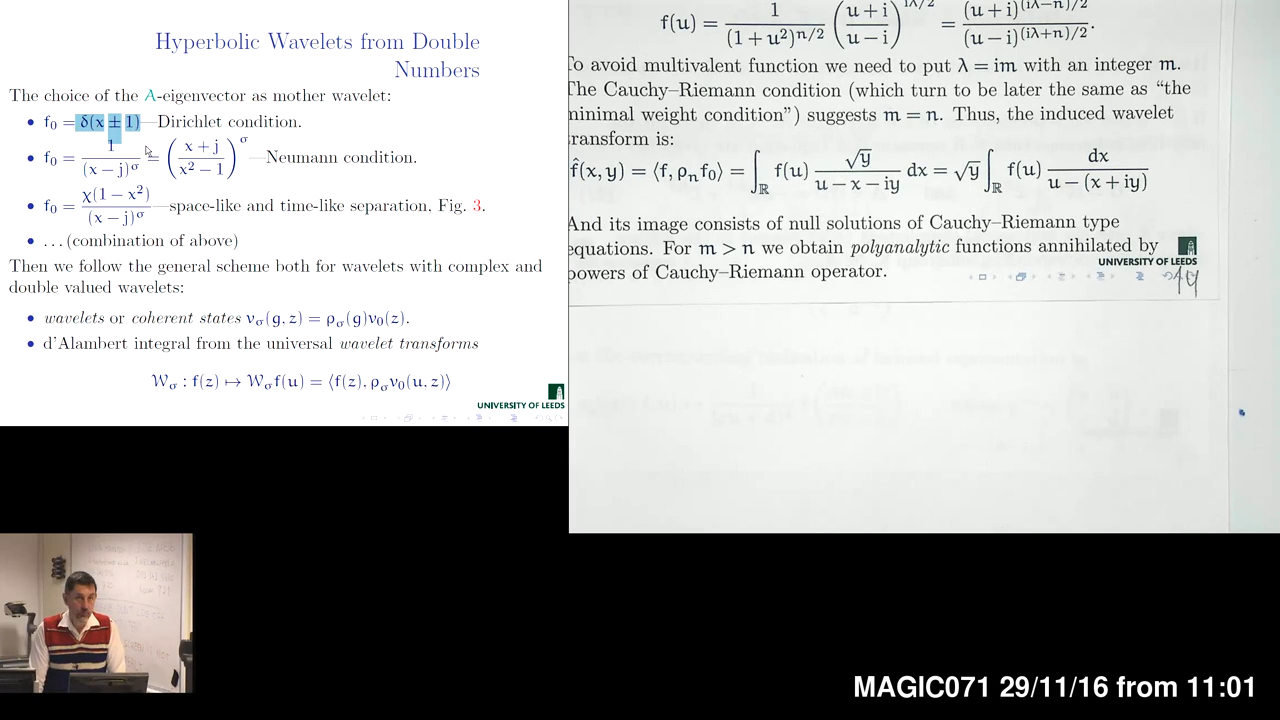 Hyperbolic Wavelets from Double
Numbers
The choice of the A-eigenvector as mother wavelet:
• f₀ = δ(x ± 1)—Dirichlet condition.
• f₀ = 1/(x − j)^σ = ((x + j)/(x² − 1))^σ—Neumann condition.
• f₀ = χ(1 − x²)/(x − j)^σ—space-like and time-like separation, Fig. 3.
• …(combination of above)
Then we follow the general scheme both for wavelets with complex and
double valued wavelets:
• wavelets or coherent states v_σ(g, z) = ρ_σ(g)v₀(z).
• d'Alambert integral from the universal wavelet transforms
𝒲_σ : f(z) ↦ 𝒲_σf(u) = ⟨f(z), ρ_σv₀(u, z)⟩
UNIVERSITY OF LEEDS
f(u) = 1/(1 + u²)^{n/2} ((u + i)/(u − i))^{iλ/2} = (u + i)^{(iλ−n)/2}/(u − i)^{(iλ+n)/2}.
To avoid multivalent function we need to put λ = im with an integer m.
The Cauchy–Riemann condition (which turn to be later the same as “the
minimal weight condition”) suggests m = n. Thus, the induced wavelet
transform is:
f̂(x, y) = ⟨f, ρ_nf₀⟩ = ∫_ℝ f(u) √y/(u − x − iy) dx = √y ∫_ℝ f(u) dx/(u − (x + iy))
And its image consists of null solutions of Cauchy–Riemann type
equations. For m > n we obtain polyanalytic functions annihilated by
powers of Cauchy–Riemann operator.
UNIVERSITY OF LEEDS
MAGIC071 29/11/16 from 11:01